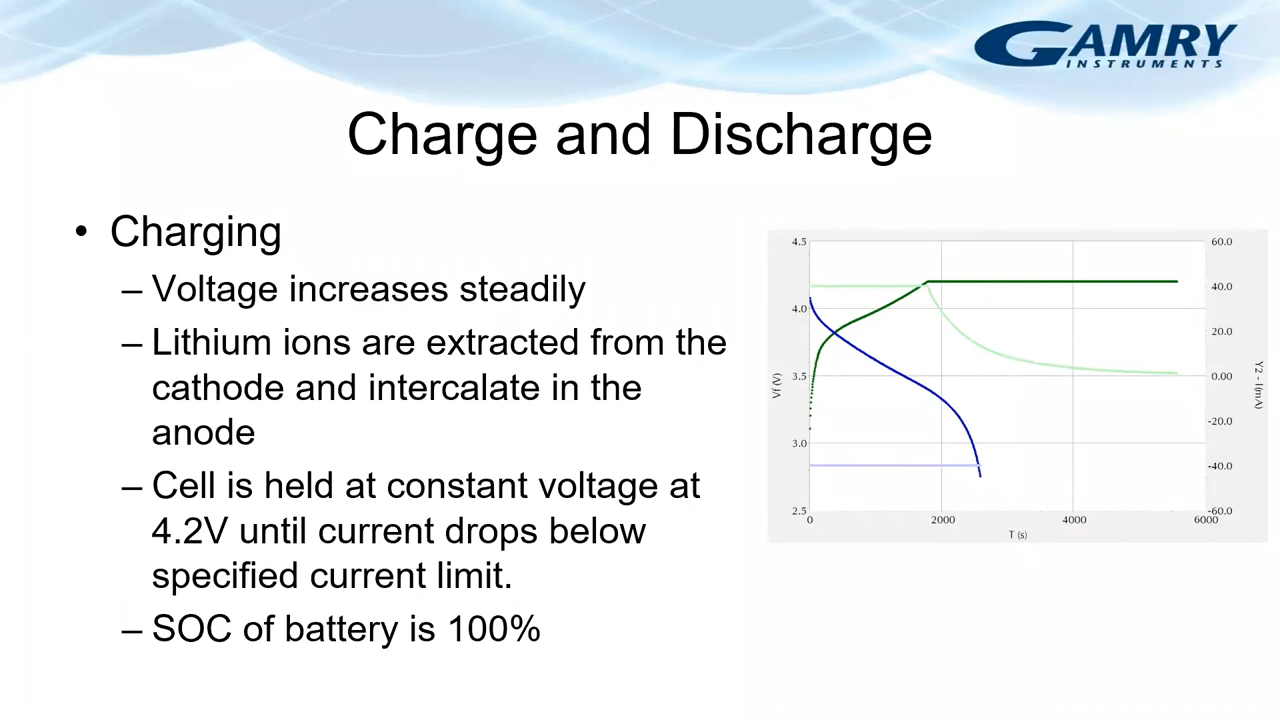 GAMRY
INSTRUMENTS
Charge and Discharge
• Charging
– Voltage increases steadily
– Lithium ions are extracted from the
cathode and intercalate in the
anode
– Cell is held at constant voltage at
4.2V until current drops below
specified current limit.
– SOC of battery is 100%
4.5
4.0
3.5
3.0
2.5
Vf (V)
0
2000
4000
6000
T (s)
60.0
40.0
20.0
0.00
-20.0
-40.0
-60.0
Y2 - I(mA)